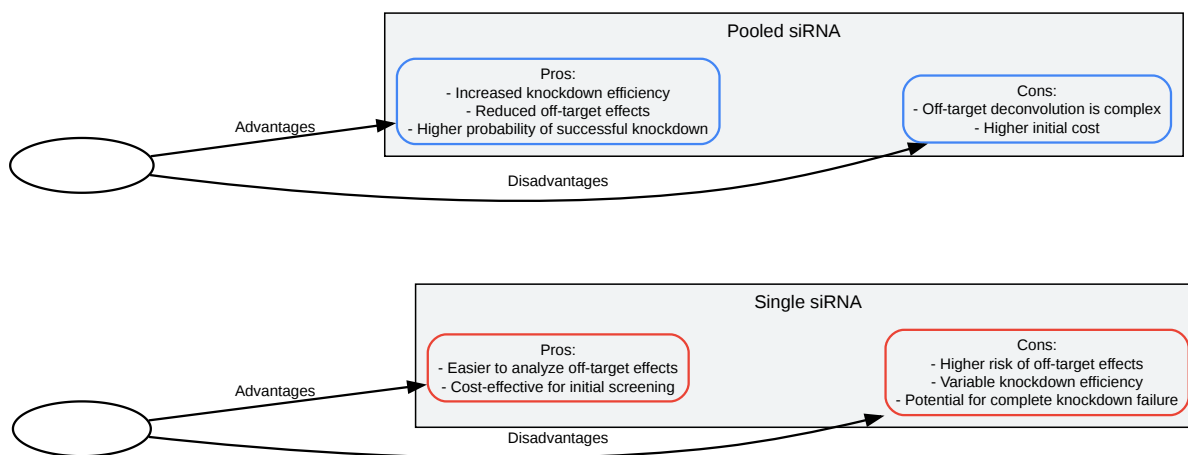 Pooled siRNA
Pros:
- Increased knockdown efficiency
- Reduced off-target effects
- Higher probability of successful knockdown
Cons:
- Off-target deconvolution is complex
- Higher initial cost
Advantages
Disadvantages
Single siRNA
Pros:
- Easier to analyze off-target effects
- Cost-effective for initial screening
Cons:
- Higher risk of off-target effects
- Variable knockdown efficiency
- Potential for complete knockdown failure
Advantages
Disadvantages